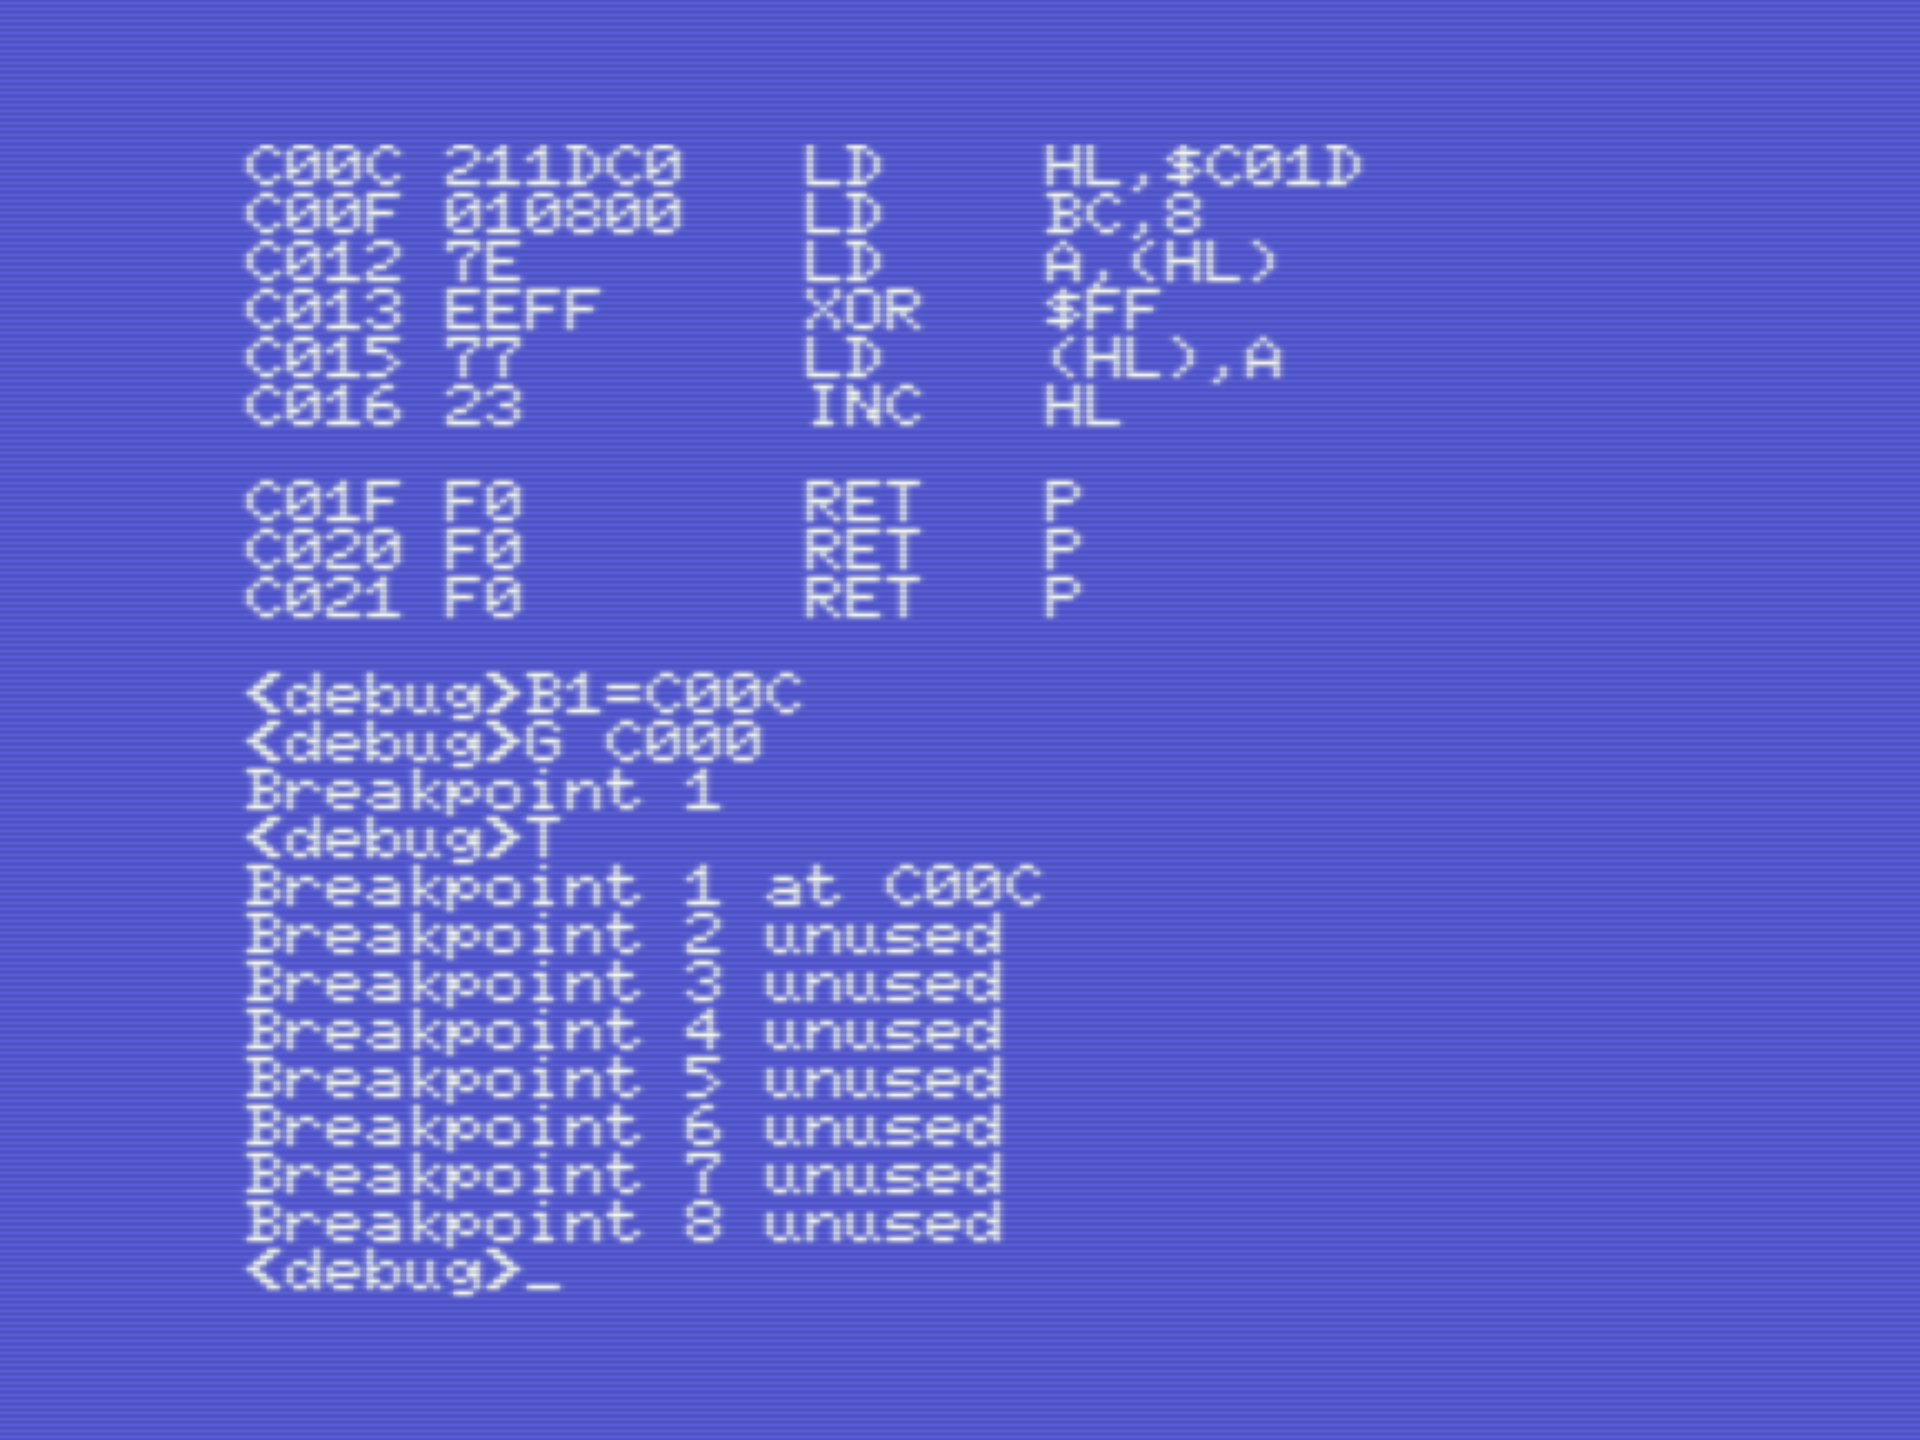 C00C 211DC0   LD    HL,$C01D
C00F 010800   LD    BC,8
C012 7E       LD    A,(HL)
C013 EEFF     XOR   $FF
C015 77       LD    (HL),A
C016 23       INC   HL
C01F F0       RET   P
C020 F0       RET   P
C021 F0       RET   P
<debug>B1=C00C
<debug>G C000
Breakpoint 1
<debug>T
Breakpoint 1 at C00C
Breakpoint 2 unused
Breakpoint 3 unused
Breakpoint 4 unused
Breakpoint 5 unused
Breakpoint 6 unused
Breakpoint 7 unused
Breakpoint 8 unused
<debug>_